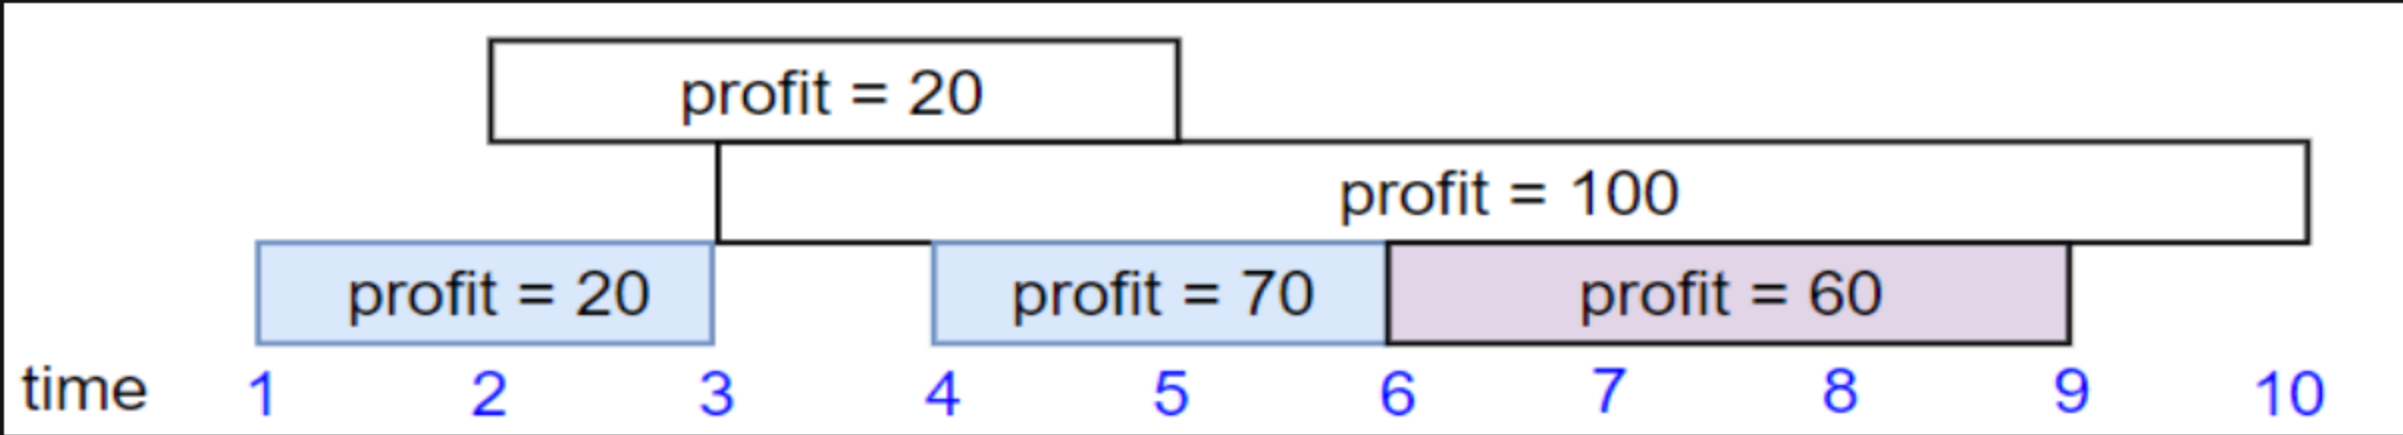 profit = 20
profit = 100
profit = 20 profit = 70 profit = 60
time 1 2 3 4 5 6 7 8 9 10